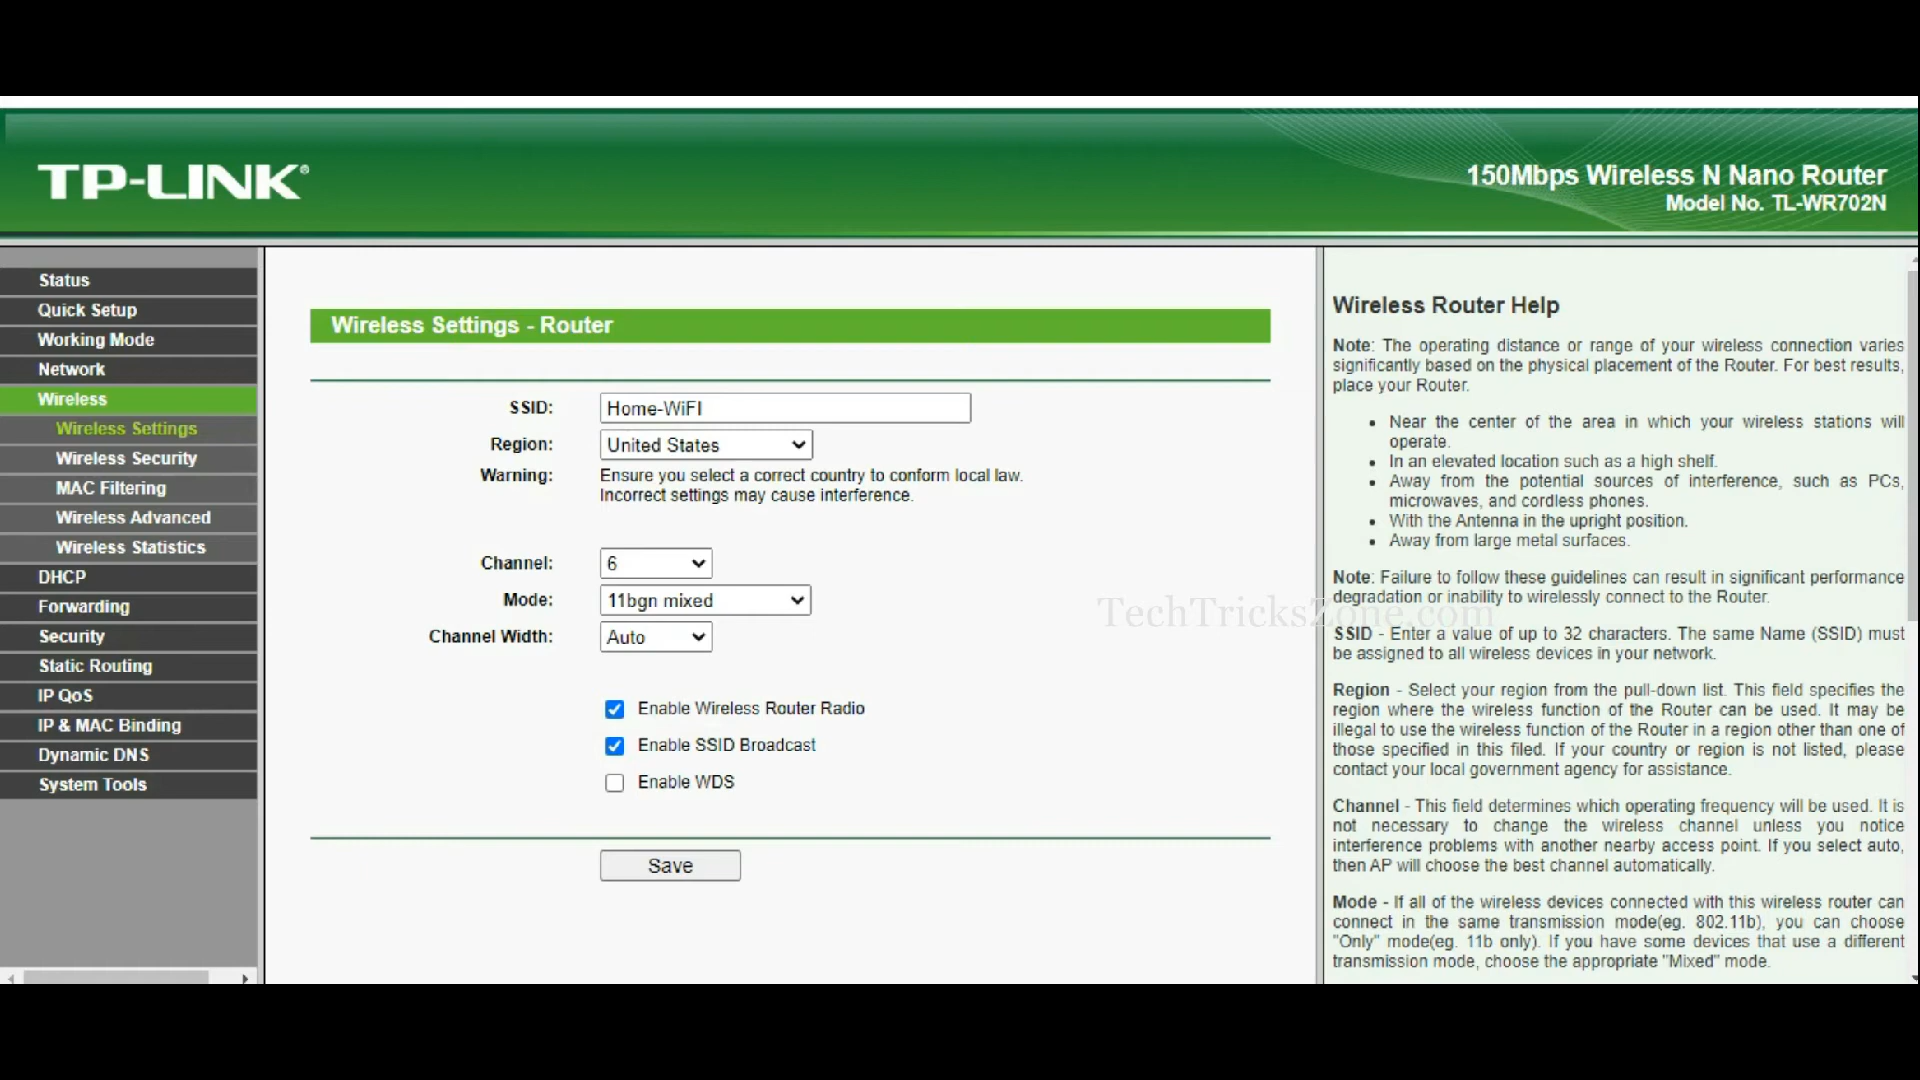 TP-LINK®
150Mbps Wireless N Nano Router
Model No. TL-WR702N
Status
Quick Setup
Working Mode
Network
Wireless
Wireless Settings
Wireless Security
MAC Filtering
Wireless Advanced
Wireless Statistics
DHCP
Forwarding
Security
Static Routing
IP QoS
IP & MAC Binding
Dynamic DNS
System Tools
Wireless Settings - Router
SSID: Home-WiFI
Region: United States
Warning: Ensure you select a correct country to conform local law.
Incorrect settings may cause interference.
Channel: 6
Mode: 11bgn mixed
Channel Width: Auto
Enable Wireless Router Radio
Enable SSID Broadcast
Enable WDS
Save
TechTricksZone.com
Wireless Router Help
Note: The operating distance or range of your wireless connection varies
significantly based on the physical placement of the Router. For best results,
place your Router.
• Near the center of the area in which your wireless stations will
operate.
• In an elevated location such as a high shelf.
• Away from the potential sources of interference, such as PCs,
microwaves, and cordless phones.
• With the Antenna in the upright position.
• Away from large metal surfaces.
Note: Failure to follow these guidelines can result in significant performance
degradation or inability to wirelessly connect to the Router.
SSID - Enter a value of up to 32 characters. The same Name (SSID) must
be assigned to all wireless devices in your network.
Region - Select your region from the pull-down list. This field specifies the
region where the wireless function of the Router can be used. It may be
illegal to use the wireless function of the Router in a region other than one of
those specified in this filed. If your country or region is not listed, please
contact your local government agency for assistance.
Channel - This field determines which operating frequency will be used. It is
not necessary to change the wireless channel unless you notice
interference problems with another nearby access point. If you select auto,
then AP will choose the best channel automatically.
Mode - If all of the wireless devices connected with this wireless router can
connect in the same transmission mode(eg. 802.11b), you can choose
"Only" mode(eg. 11b only). If you have some devices that use a different
transmission mode, choose the appropriate "Mixed" mode.